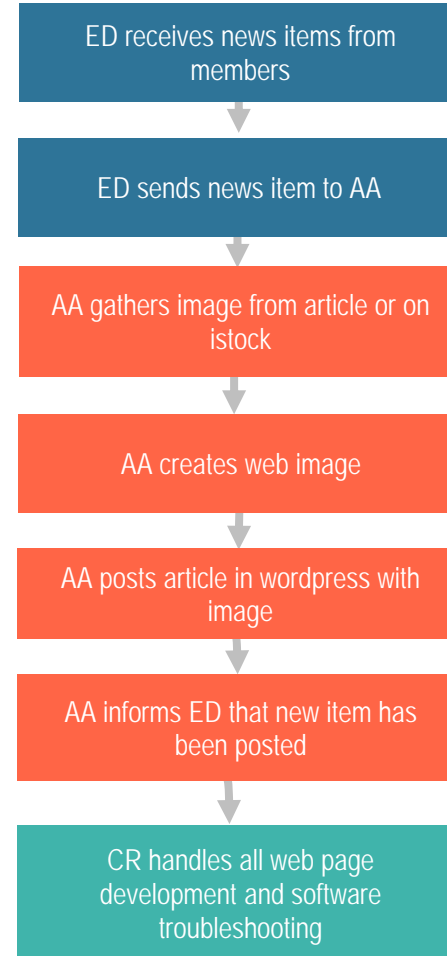 ED receives news items from
members
ED sends news item to AA
AA gathers image from article or on
istock
AA creates web image
AA posts article in wordpress with
image
AA informs ED that new item has
been posted
CR handles all web page
development and software
troubleshooting